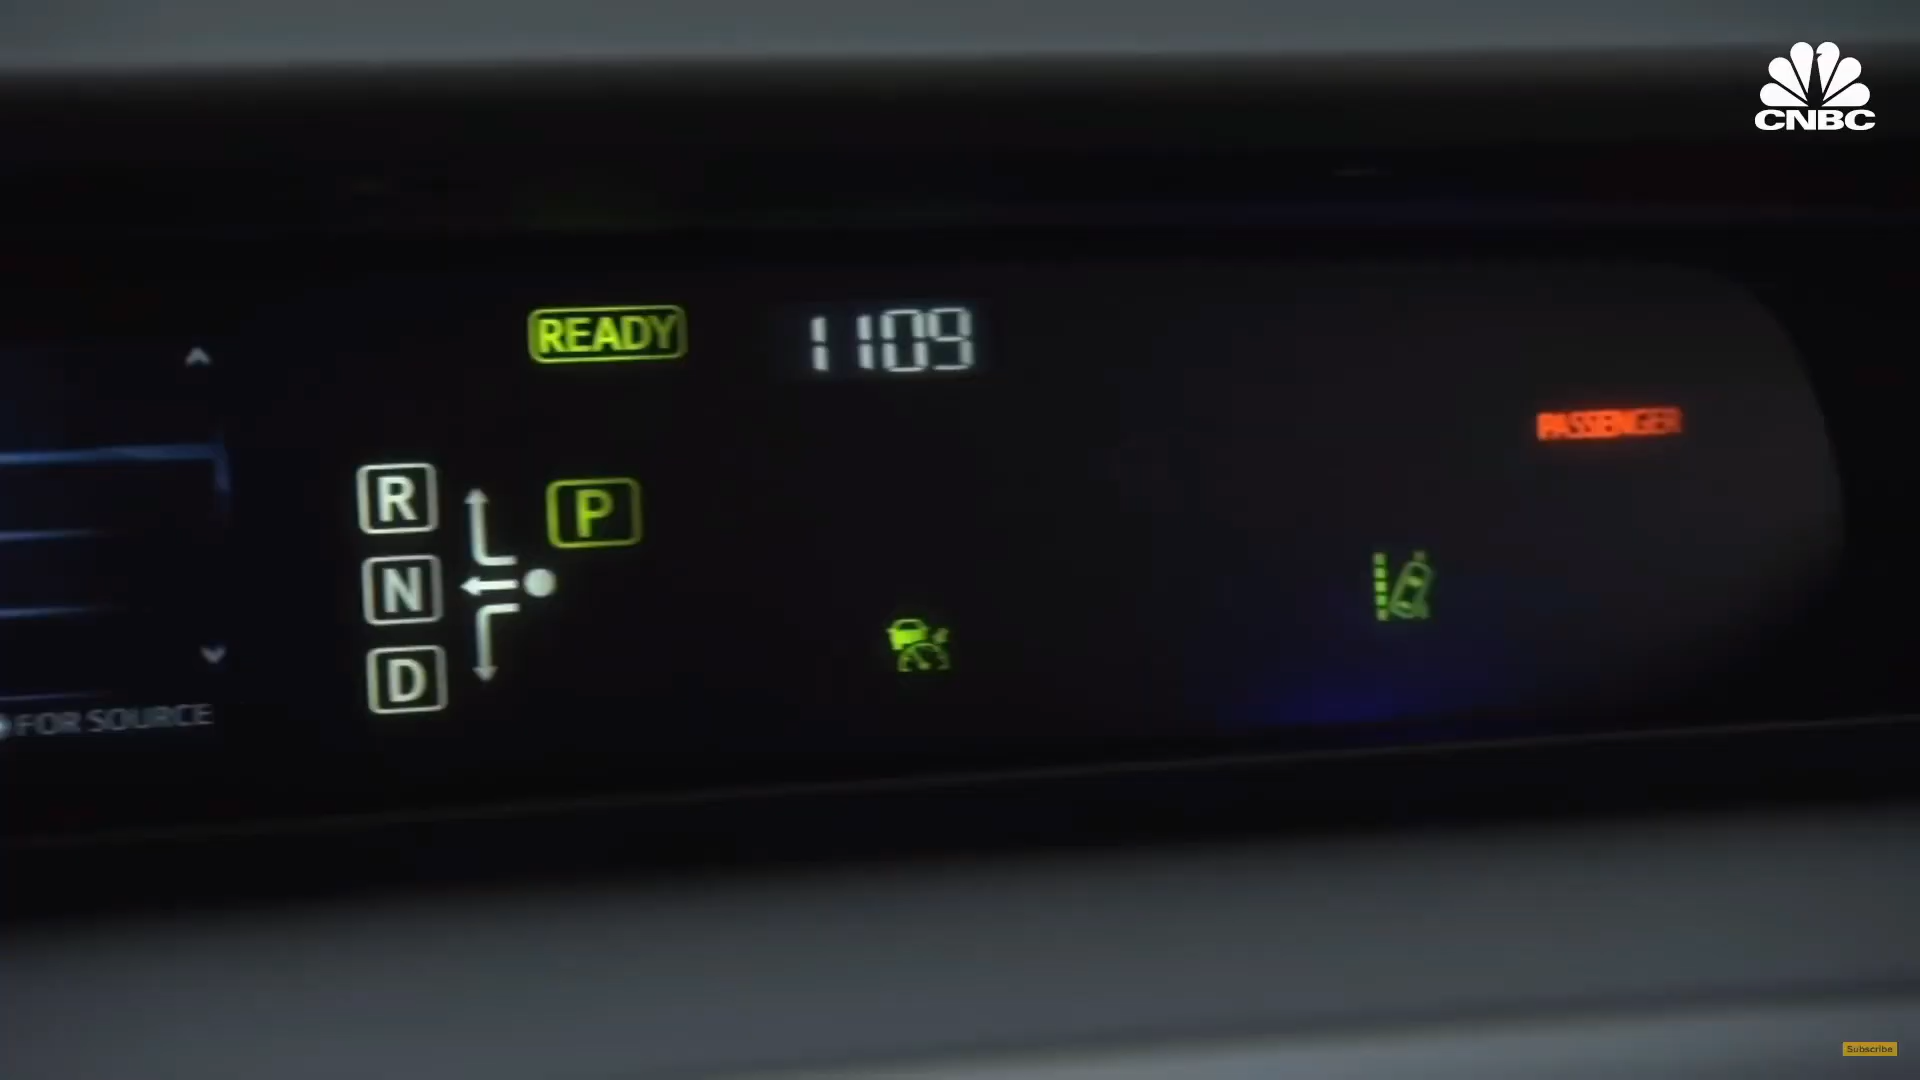 CNBC
READY
1109
PASSENGER
R
P
N
D
FOR SOURCE
Subscribe